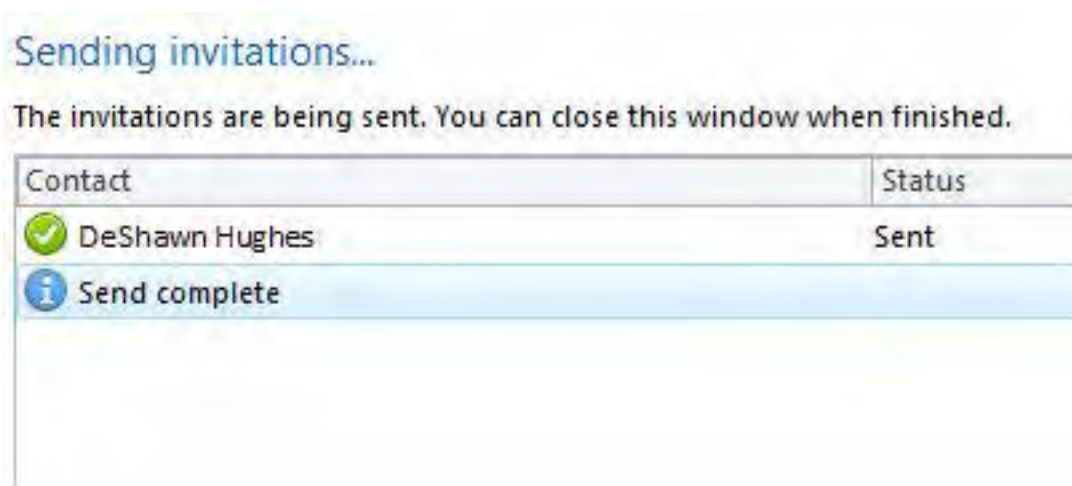 Sending invitations...
The invitations are being sent. You can close this window when finished.
Contact Status
DeShawn Hughes Sent
Send complete